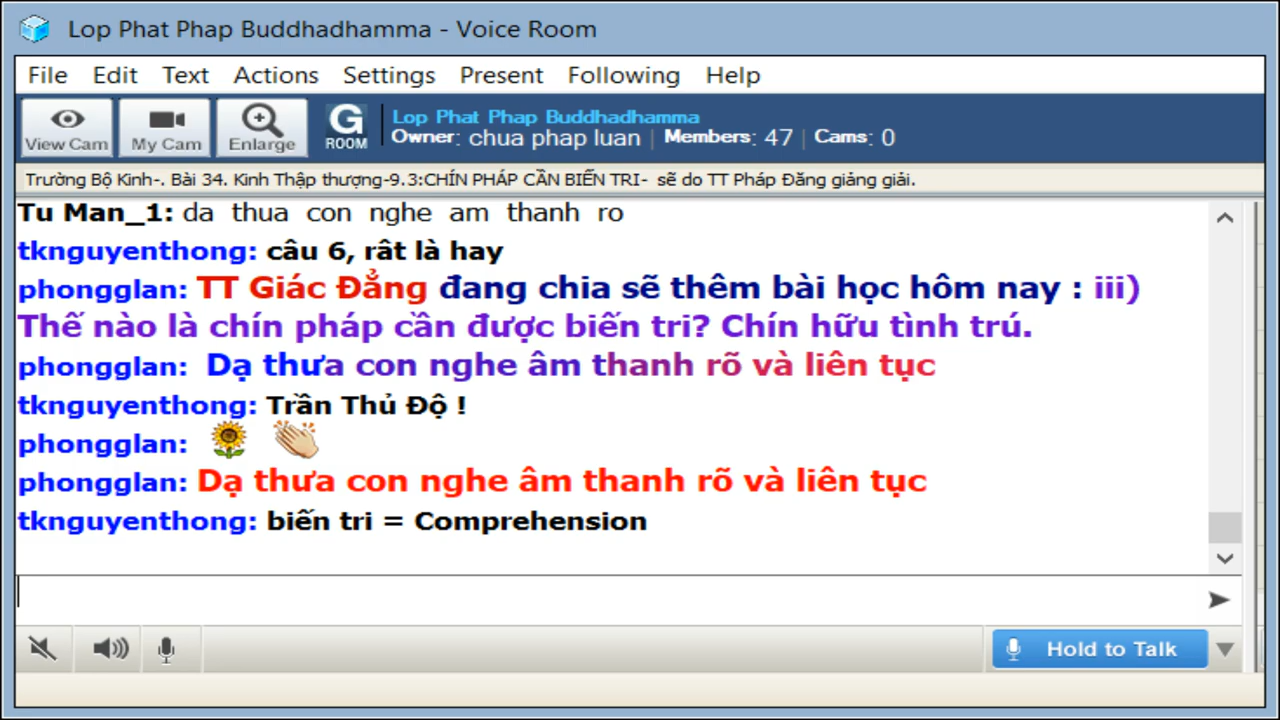 Lop Phat Phap Buddhadhamma - Voice Room
File Edit Text Actions Settings Present Following Help
View Cam My Cam Enlarge G ROOM
Lop Phat Phap Buddhadhamma
Owner: chua phap luan | Members: 47 | Cams: 0
Trường Bộ Kinh-. Bài 34. Kinh Thập thượng-9.3:CHÍN PHÁP CẦN BIẾN TRI- sẽ do TT Pháp Đăng giảng giải.
Tu Man_1: da thua con nghe am thanh ro
tknguyenthong: câu 6, rât là hay
phongglan: TT Giác Đẳng đang chia sẽ thêm bài học hôm nay : iii)
Thế nào là chín pháp cần được biến tri? Chín hữu tình trú.
phongglan: Dạ thưa con nghe âm thanh rõ và liên tục
tknguyenthong: Trần Thủ Độ !
phongglan:
phongglan: Dạ thưa con nghe âm thanh rõ và liên tục
tknguyenthong: biến tri = Comprehension
Hold to Talk